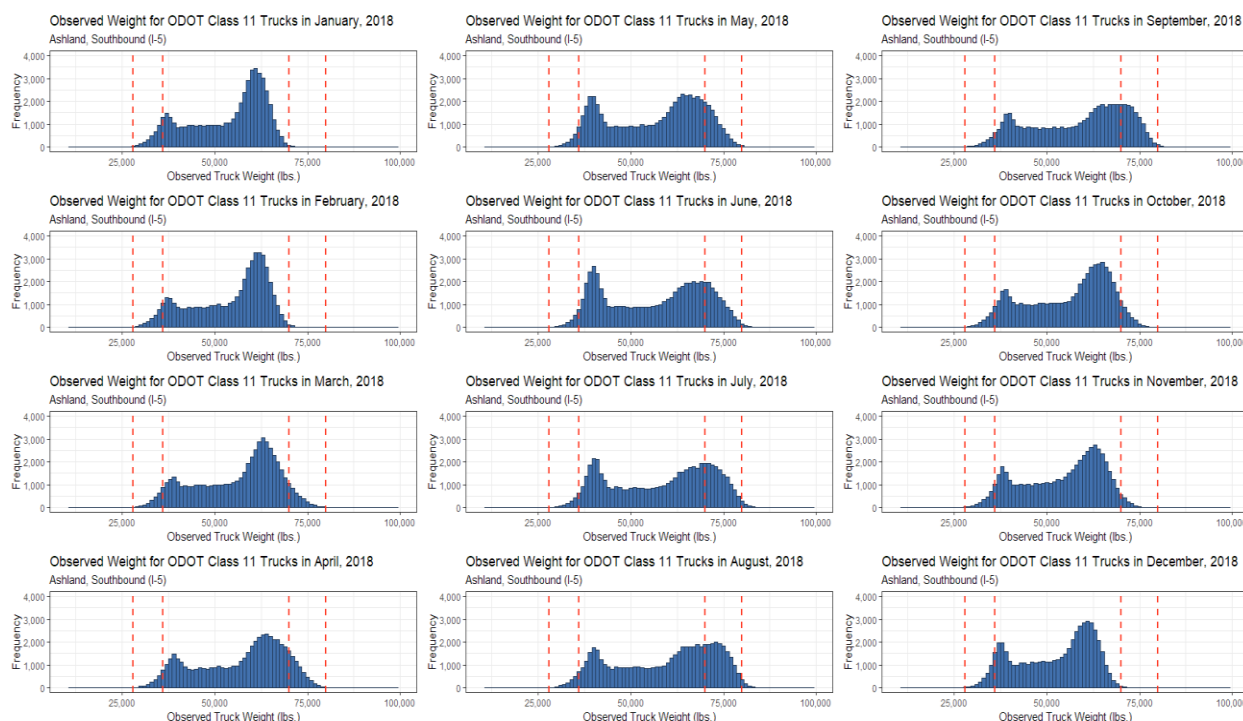 Observed Weight for ODOT Class 11 Trucks in January, 2018
Ashland, Southbound (I-5)
Frequency
4,000
3,000
2,000
1,000
0
25,000 50,000 75,000 100,000
Observed Truck Weight (lbs.)
Observed Weight for ODOT Class 11 Trucks in February, 2018
Ashland, Southbound (I-5)
Frequency
4,000
3,000
2,000
1,000
0
25,000 50,000 75,000 100,000
Observed Truck Weight (lbs.)
Observed Weight for ODOT Class 11 Trucks in March, 2018
Ashland, Southbound (I-5)
Frequency
4,000
3,000
2,000
1,000
0
25,000 50,000 75,000 100,000
Observed Truck Weight (lbs.)
Observed Weight for ODOT Class 11 Trucks in April, 2018
Ashland, Southbound (I-5)
Frequency
4,000
3,000
2,000
1,000
0
25,000 50,000 75,000 100,000
Observed Truck Weight (lbs.)
Observed Weight for ODOT Class 11 Trucks in May, 2018
Ashland, Southbound (I-5)
Frequency
4,000
3,000
2,000
1,000
0
25,000 50,000 75,000 100,000
Observed Truck Weight (lbs.)
Observed Weight for ODOT Class 11 Trucks in June, 2018
Ashland, Southbound (I-5)
Frequency
4,000
3,000
2,000
1,000
0
25,000 50,000 75,000 100,000
Observed Truck Weight (lbs.)
Observed Weight for ODOT Class 11 Trucks in July, 2018
Ashland, Southbound (I-5)
Frequency
4,000
3,000
2,000
1,000
0
25,000 50,000 75,000 100,000
Observed Truck Weight (lbs.)
Observed Weight for ODOT Class 11 Trucks in August, 2018
Ashland, Southbound (I-5)
Frequency
4,000
3,000
2,000
1,000
0
25,000 50,000 75,000 100,000
Observed Truck Weight (lbs.)
Observed Weight for ODOT Class 11 Trucks in September, 2018
Ashland, Southbound (I-5)
Frequency
4,000
3,000
2,000
1,000
0
25,000 50,000 75,000 100,00
Observed Truck Weight (lbs.)
Observed Weight for ODOT Class 11 Trucks in October, 2018
Ashland, Southbound (I-5)
Frequency
4,000
3,000
2,000
1,000
0
25,000 50,000 75,000 100,00
Observed Truck Weight (lbs.)
Observed Weight for ODOT Class 11 Trucks in November, 2018
Ashland, Southbound (I-5)
Frequency
4,000
3,000
2,000
1,000
0
25,000 50,000 75,000 100,00
Observed Truck Weight (lbs.)
Observed Weight for ODOT Class 11 Trucks in December, 2018
Ashland, Southbound (I-5)
Frequency
4,000
3,000
2,000
1,000
0
25,000 50,000 75,000 100,00
Observed Truck Weight (lbs.)